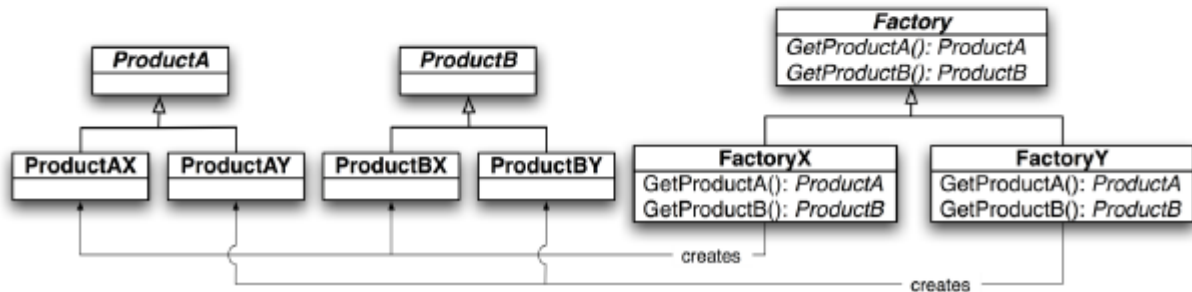 Factory
GetProductA(): ProductA
GetProductB(): ProductB
ProductA
ProductB
ProductAX
ProductAY
ProductBX
ProductBY
FactoryX
GetProductA(): ProductA
GetProductB(): ProductB
FactoryY
GetProductA(): ProductA
GetProductB(): ProductB
creates
creates